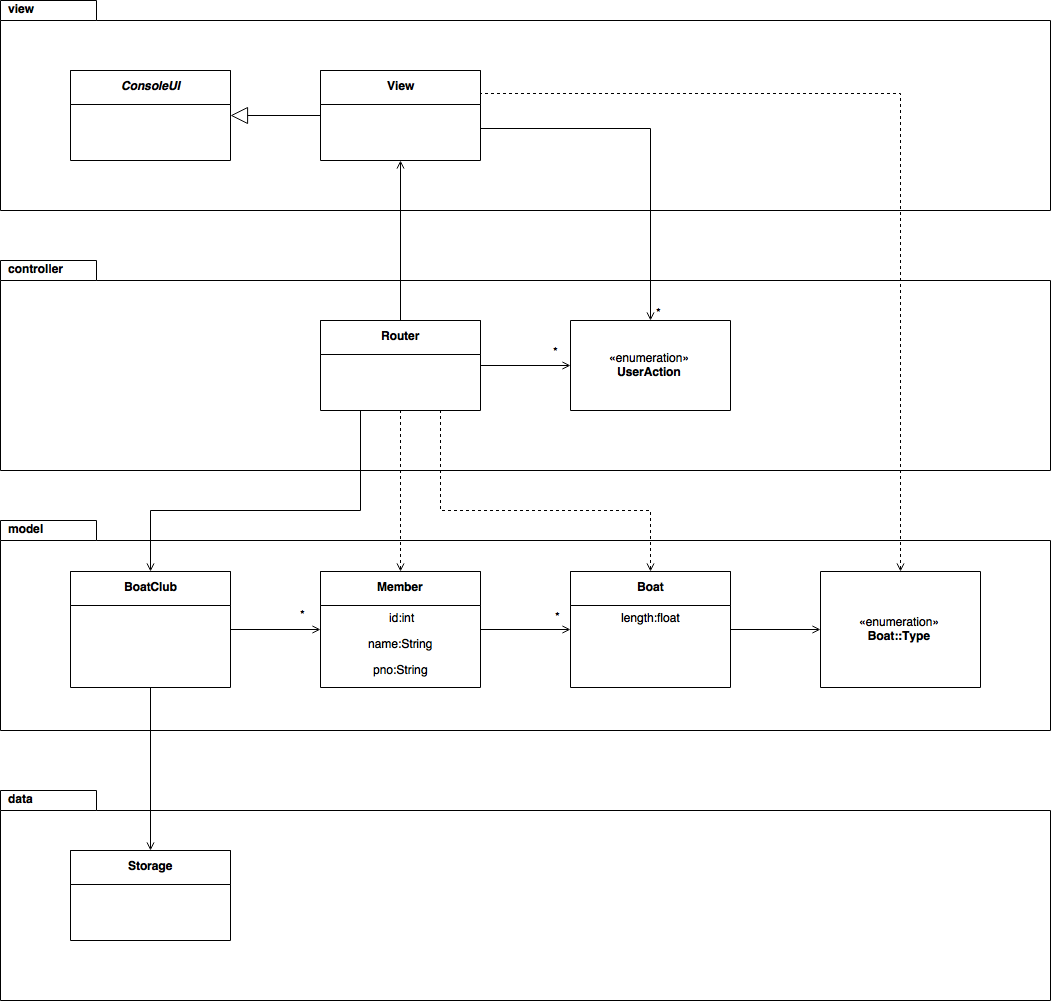 view
ConsoleUI
View
controller
*
Router
*
«enumeration»
UserAction
model
BoatClub
Member
Boat
*
*
id:int
length:float
name:String
pno:String
«enumeration»
Boat::Type
data
Storage